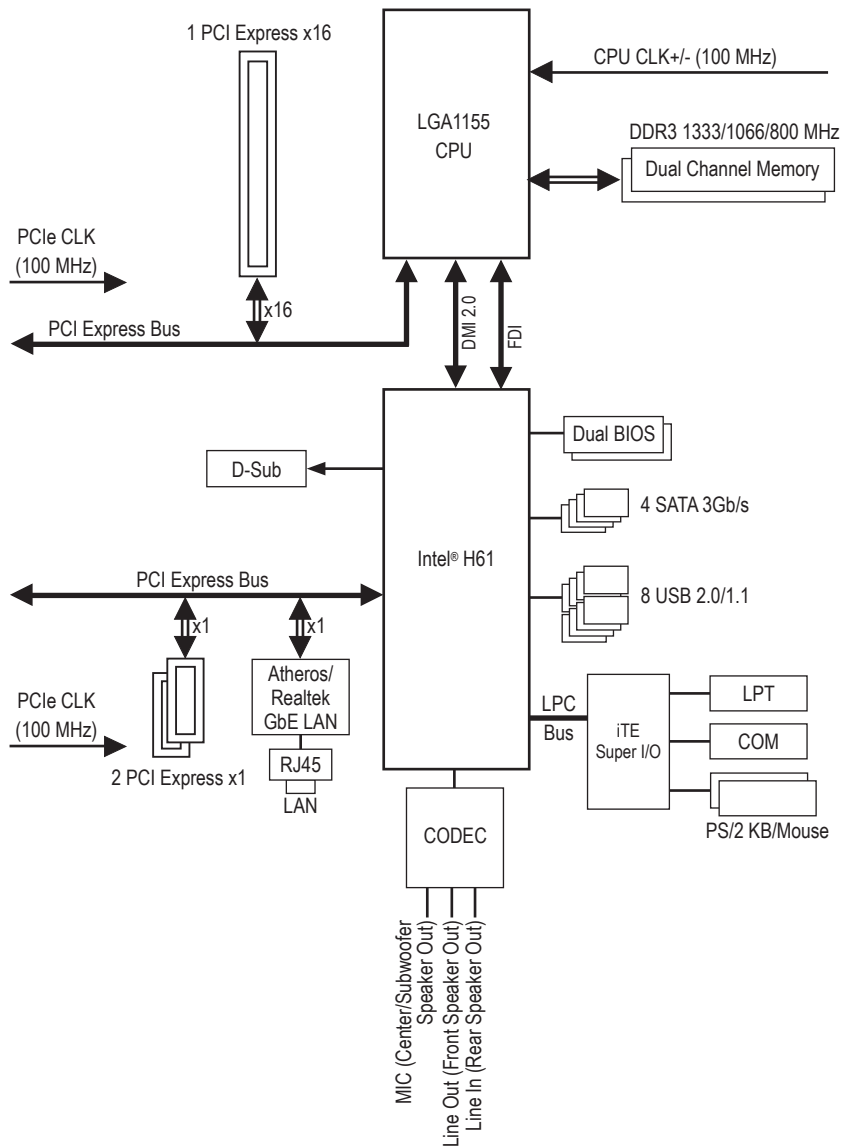 1 PCI Express x16
CPU CLK+/- (100 MHz)
LGA1155
CPU
DDR3 1333/1066/800 MHz
Dual Channel Memory
PCIe CLK
(100 MHz)
x16
PCI Express Bus
DMI 2.0
FDI
Dual BIOS
D-Sub
4 SATA 3Gb/s
Intel® H61
PCI Express Bus
8 USB 2.0/1.1
x1
x1
Atheros/
Realtek
GbE LAN
PCIe CLK
(100 MHz)
LPC
Bus
iTE
Super I/O
LPT
COM
RJ45
2 PCI Express x1
LAN
PS/2 KB/Mouse
CODEC
MIC (Center/Subwoofer
Speaker Out)
Line Out (Front Speaker Out)
Line In (Rear Speaker Out)